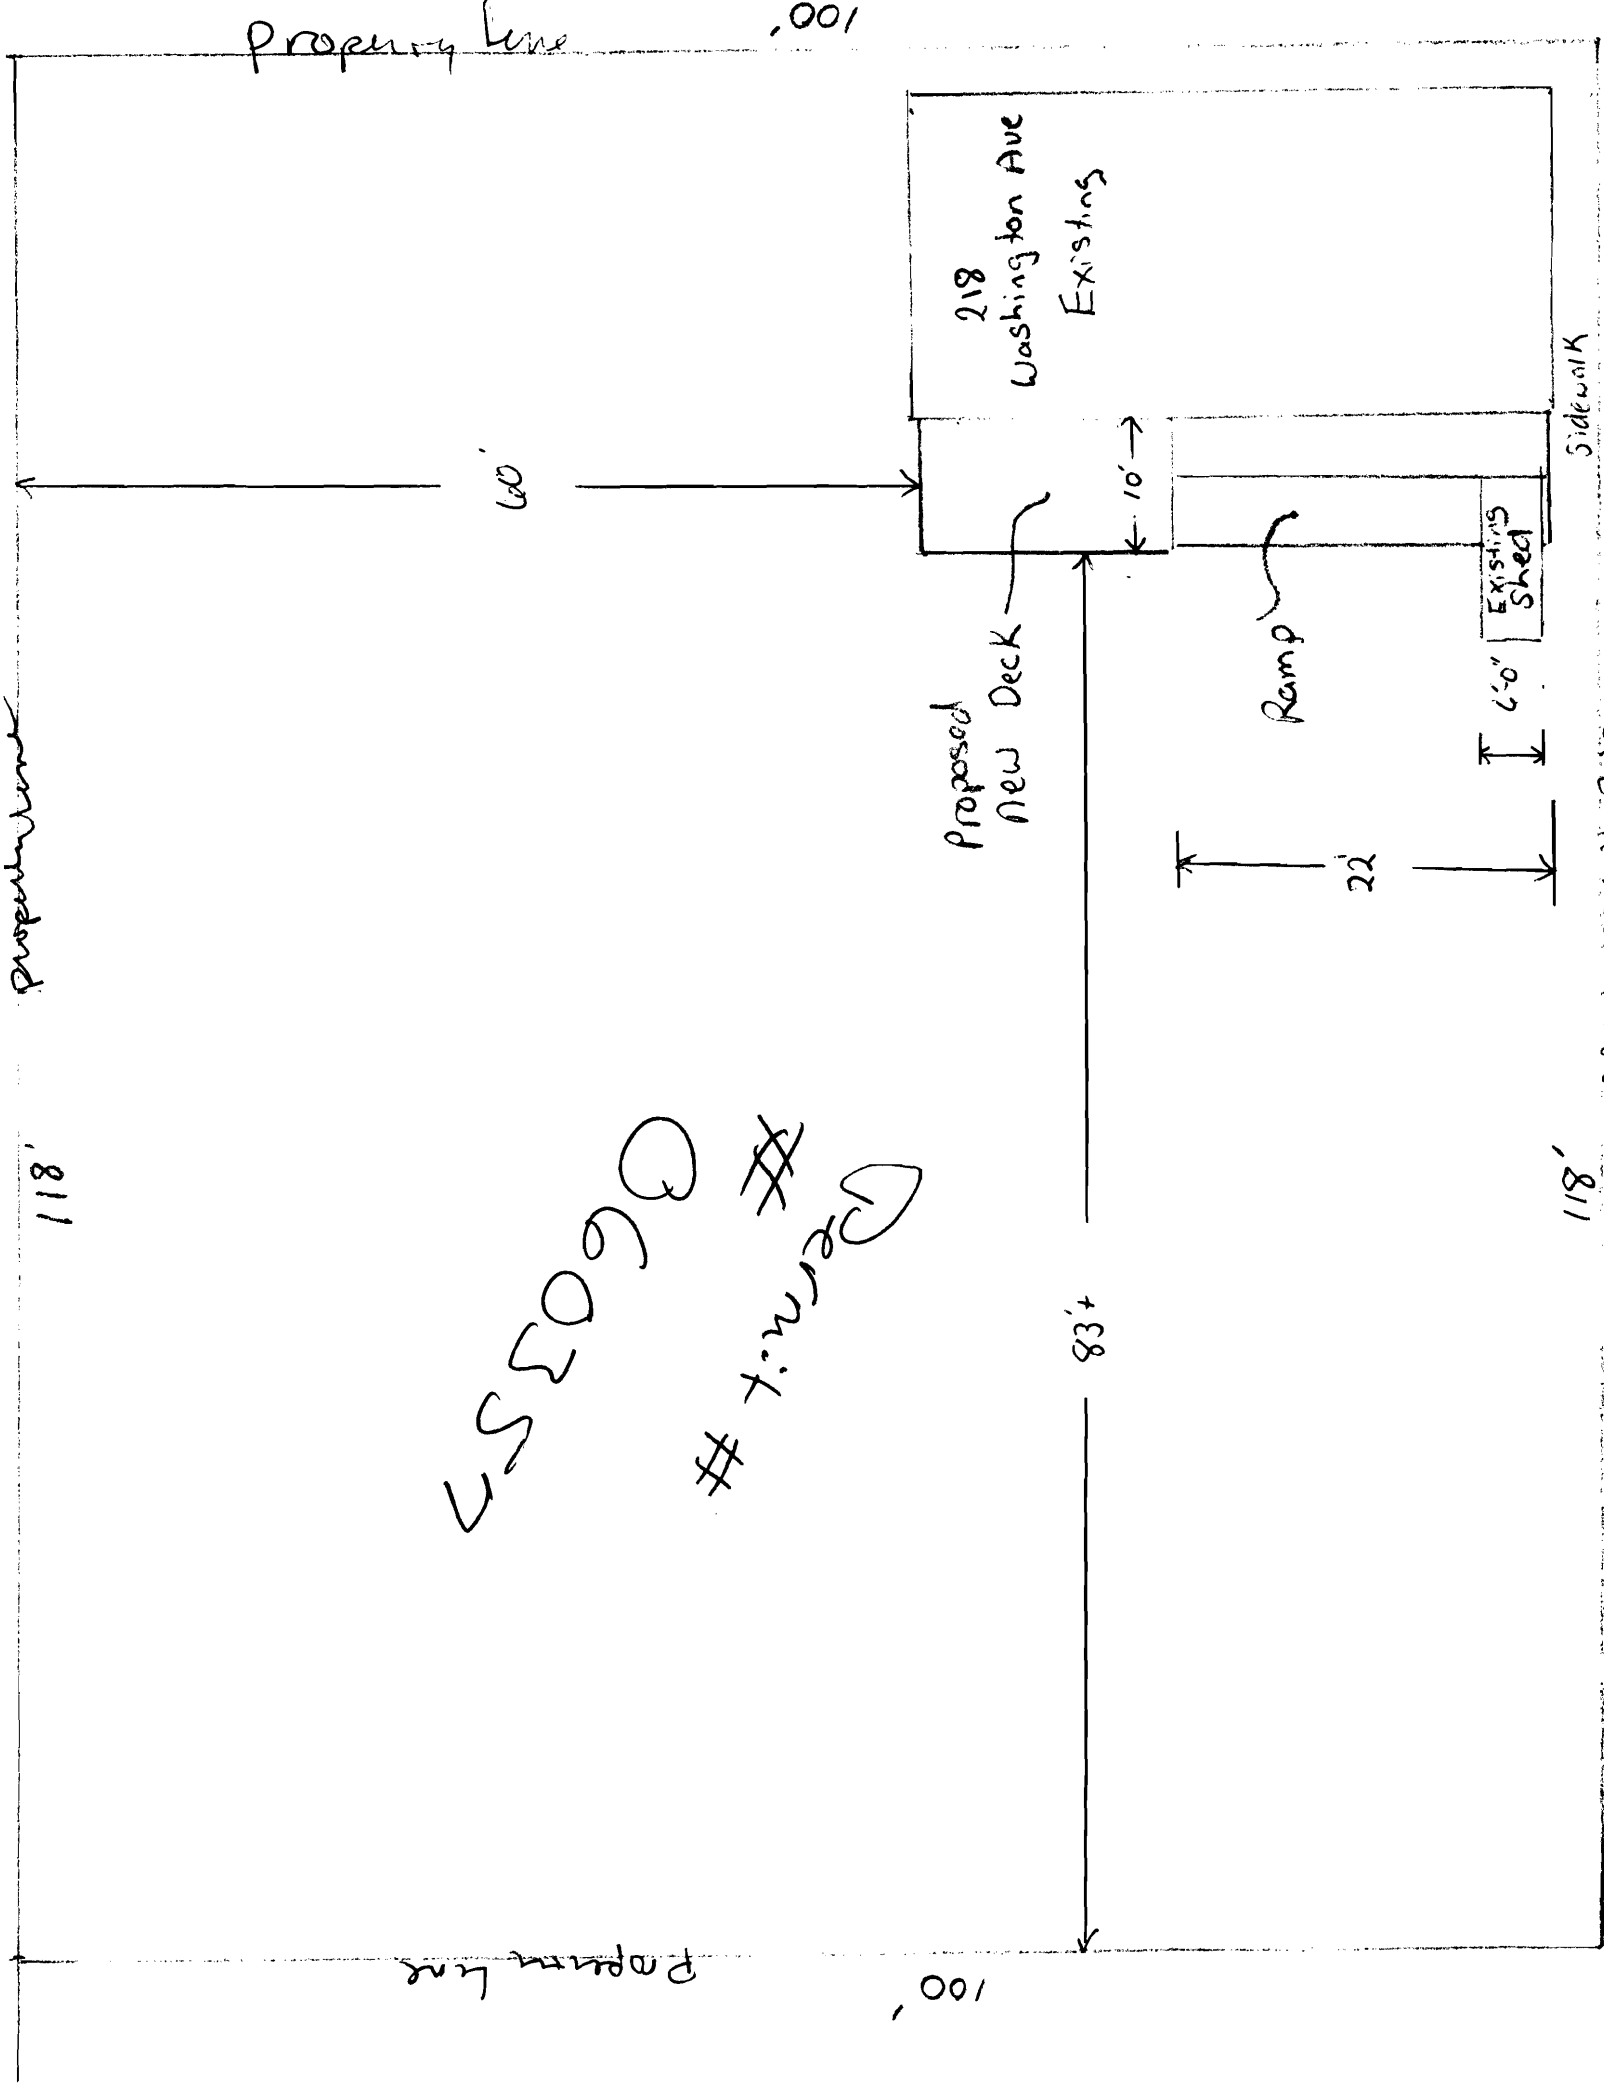 Property Line
100'
property line
118'
60'
218
Washington Ave
Existing
10'
Proposed
New Deck
Ramp
Existing
Shed
6'-0"
22'
Sidewalk
83'+
Permit #
# 060357
118'
Property Line
100'